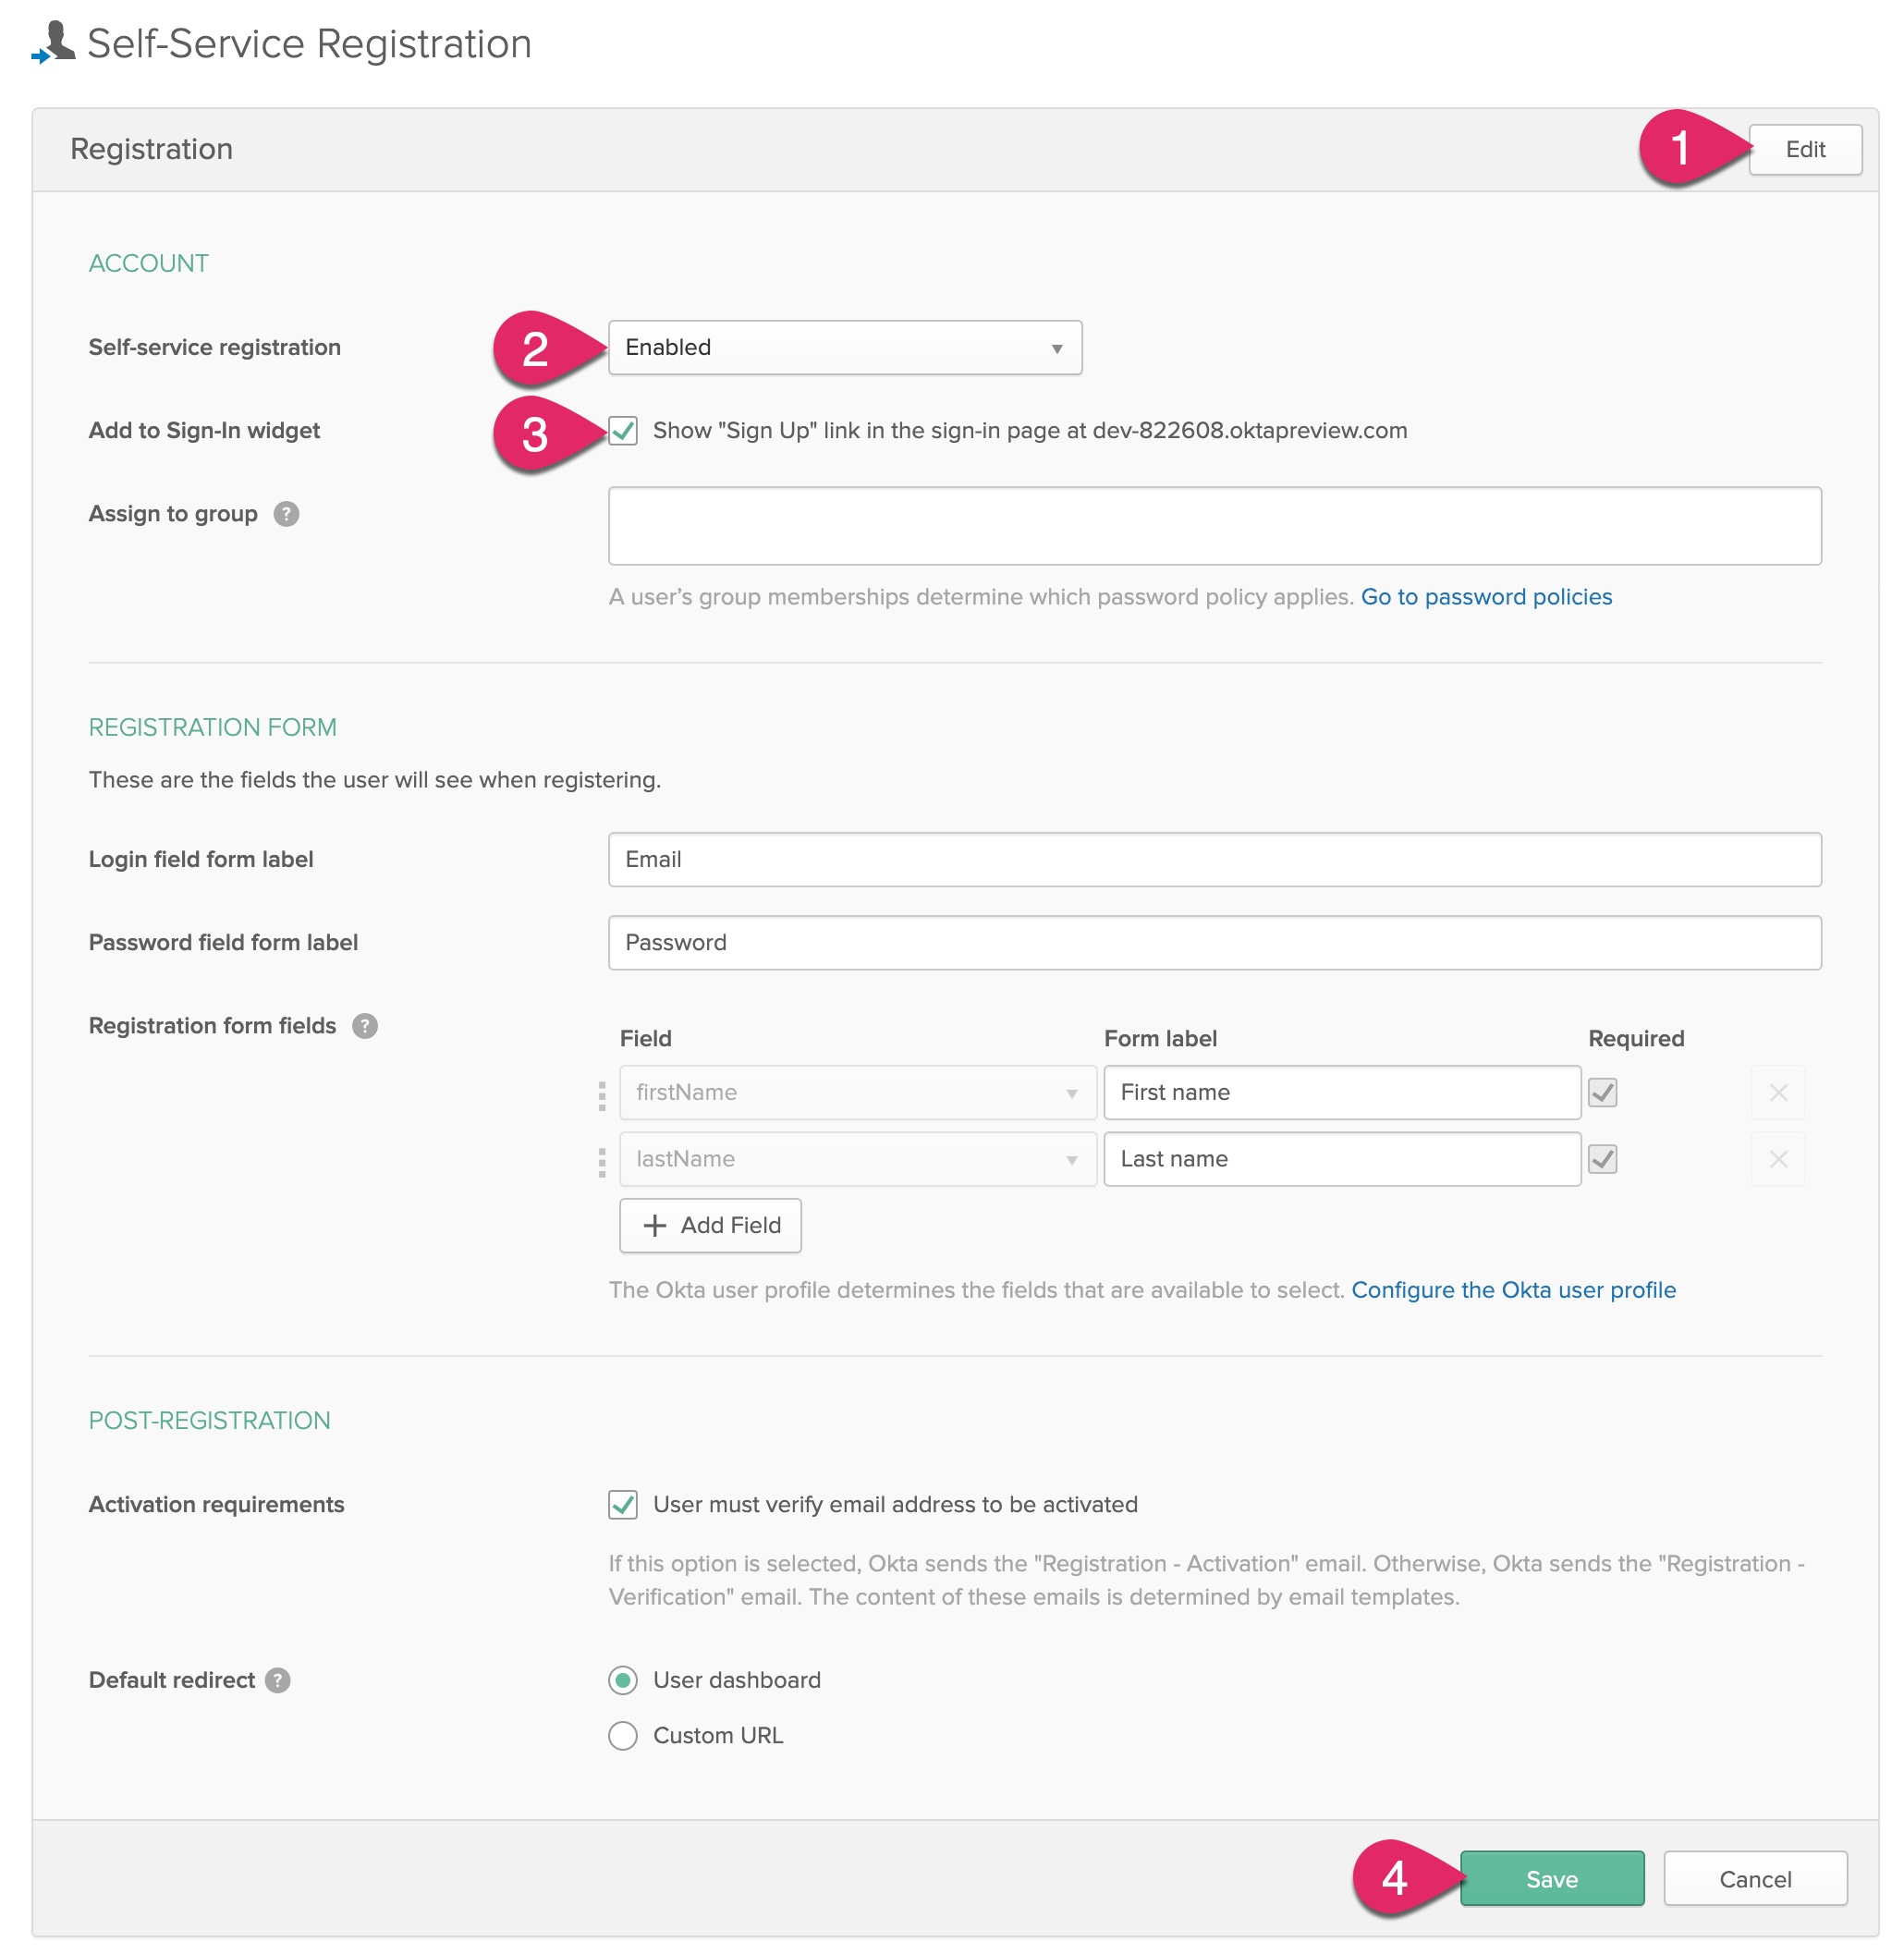 Self-Service Registration
Registration
1
Edit
ACCOUNT
Self-service registration
2
Enabled
Add to Sign-In widget
3
Show "Sign Up" link in the sign-in page at dev-822608.oktapreview.com
Assign to group ?
A user’s group memberships determine which password policy applies. Go to password policies
REGISTRATION FORM
These are the fields the user will see when registering.
Login field form label
Email
Password field form label
Password
Registration form fields ?
Field Form label Required
firstName First name
lastName Last name
+ Add Field
The Okta user profile determines the fields that are available to select. Configure the Okta user profile
POST-REGISTRATION
Activation requirements
User must verify email address to be activated
If this option is selected, Okta sends the "Registration - Activation" email. Otherwise, Okta sends the "Registration -
Verification" email. The content of these emails is determined by email templates.
Default redirect ?
User dashboard
Custom URL
4
Save
Cancel